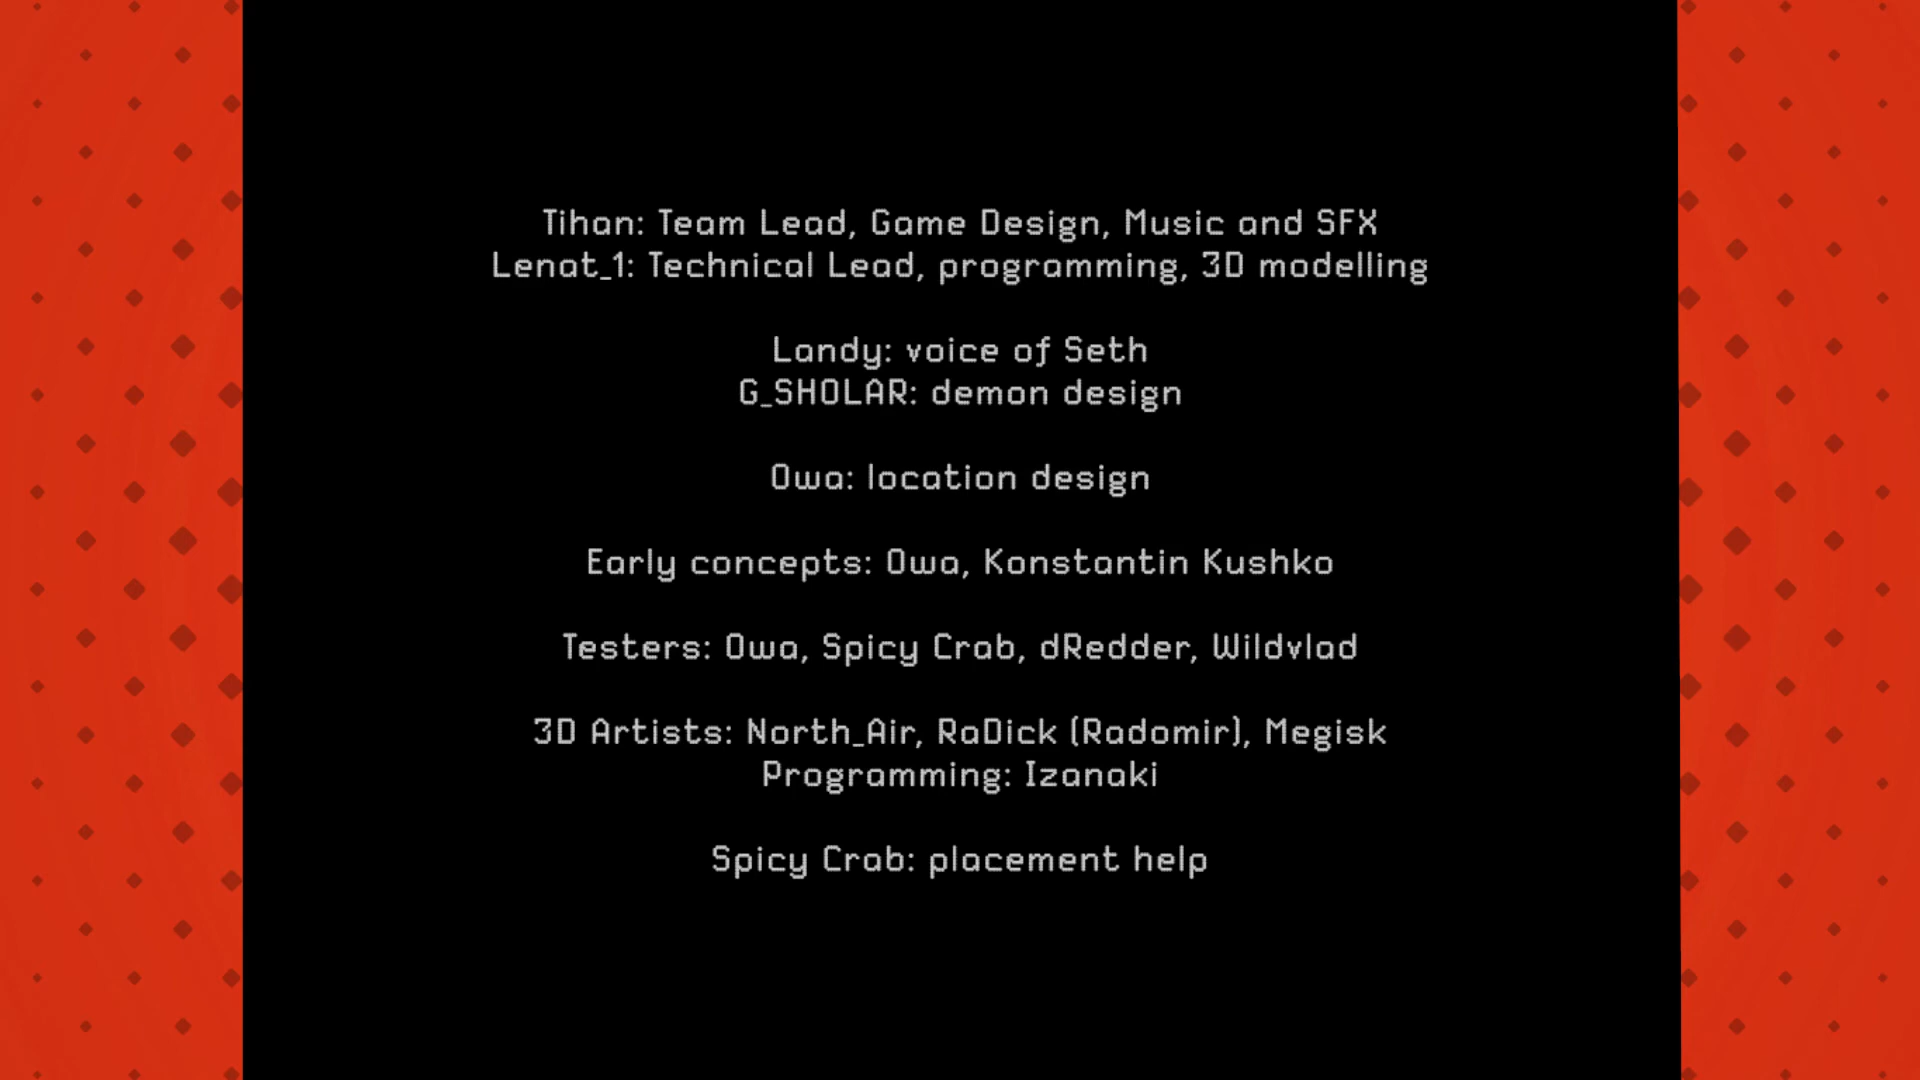 Tihan: Team Lead, Game Design, Music and SFX
Lenat_1: Technical Lead, programming, 3D modelling
Landy: voice of Seth
G_SHOLAR: demon design
Owa: location design
Early concepts: Owa, Konstantin Kushko
Testers: Owa, Spicy Crab, dRedder, Wildvlad
3D Artists: North_Air, RaDick (Radomir), Megisk
Programming: Izanaki
Spicy Crab: placement help